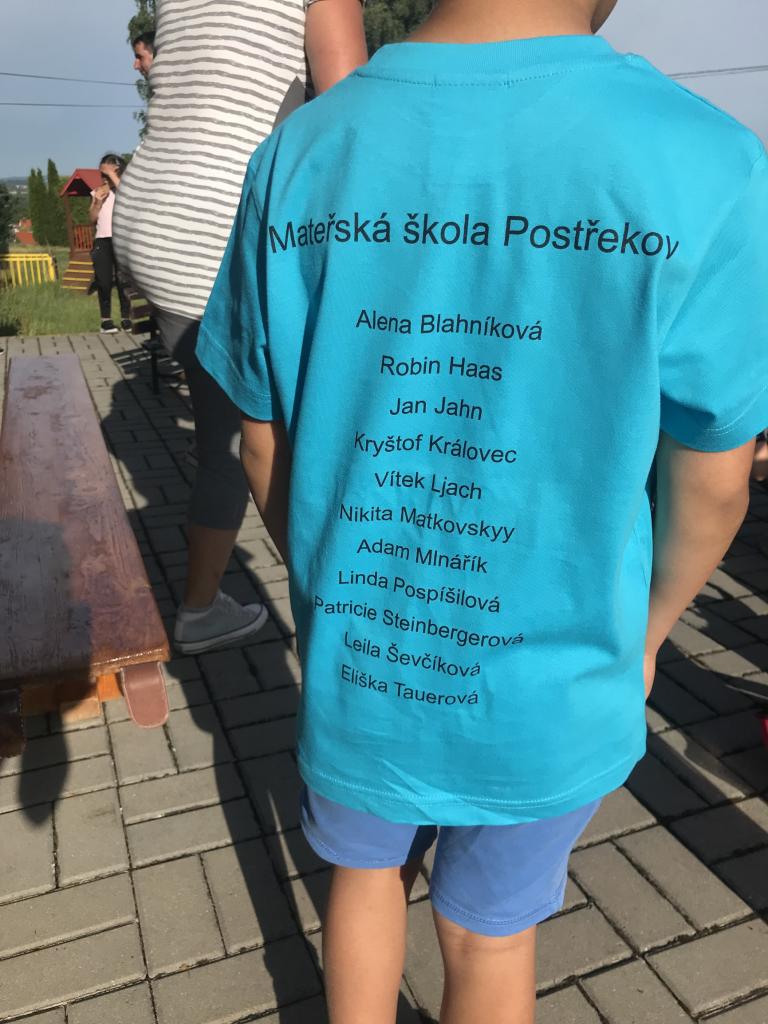 Mateřská škola Postřekov
Alena Blahníková
Robin Haas
Jan Jahn
Kryštof Královec
Vítek Ljach
Nikita Matkovskyy
Adam Mlnářík
Linda Pospíšilová
Patricie Steinbergerová
Leila Ševčíková
Eliška Tauerová